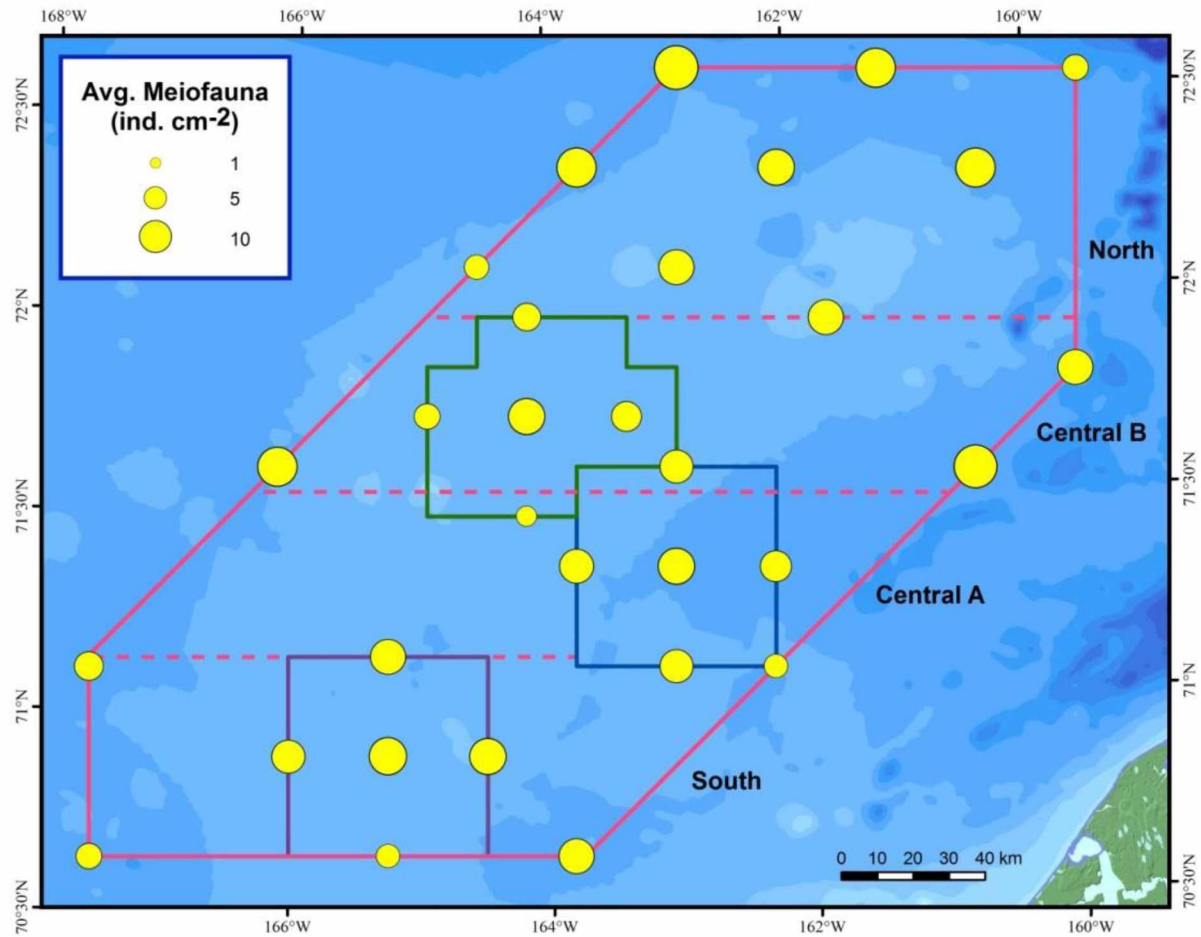 168°W 166°W 164°W 162°W 160°W
72°30'N
72°30'N
Avg. Meiofauna
(ind. cm-2)
1
5
10
North
72°N
72°N
Central B
71°30'N
71°30'N
Central A
71°N
71°N
South
0 10 20 30 40 km
70°30'N
70°30'N
166°W 164°W 162°W 160°W